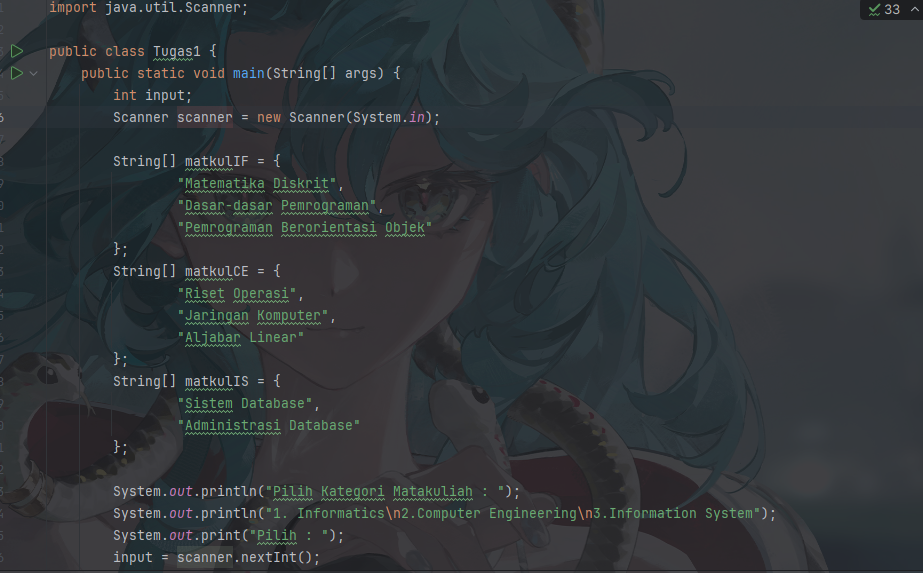 import java.util.Scanner;
33
public class Tugas1 {
public static void main(String[] args) {
int input;
Scanner scanner = new Scanner(System.in);
String[] matkulIF = {
"Matematika Diskrit",
"Dasar-dasar Pemrograman",
"Pemrograman Berorientasi Objek"
};
String[] matkulCE = {
"Riset Operasi",
"Jaringan Komputer",
"Aljabar Linear"
};
String[] matkulIS = {
"Sistem Database",
"Administrasi Database"
};
System.out.println("Pilih Kategori Matakuliah : ");
System.out.println("1. Informatics\n2.Computer Engineering\n3.Information System");
System.out.print("Pilih : ");
input = scanner.nextInt();